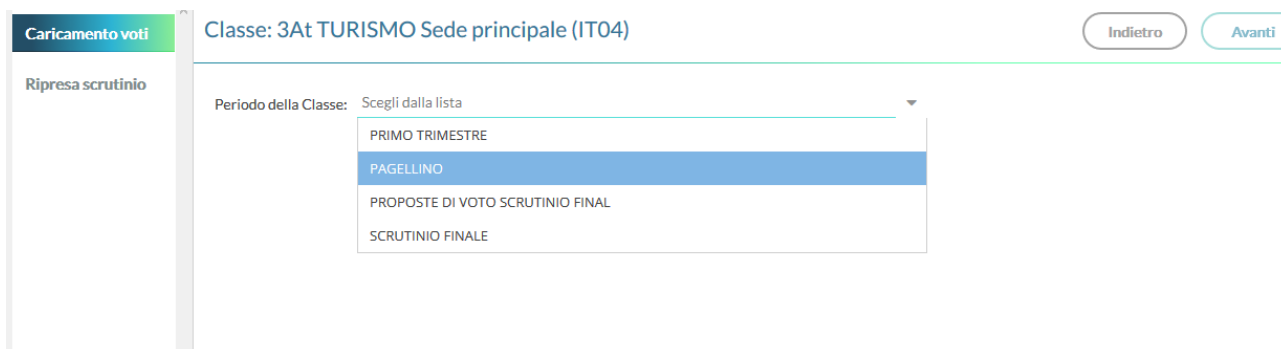 Caricamento voti
Classe: 3At TURISMO Sede principale (IT04)
Indietro
Avanti
Ripresa scrutinio
Periodo della Classe: Scegli dalla lista
PRIMO TRIMESTRE
PAGELLINO
PROPOSTE DI VOTO SCRUTINIO FINAL
SCRUTINIO FINALE